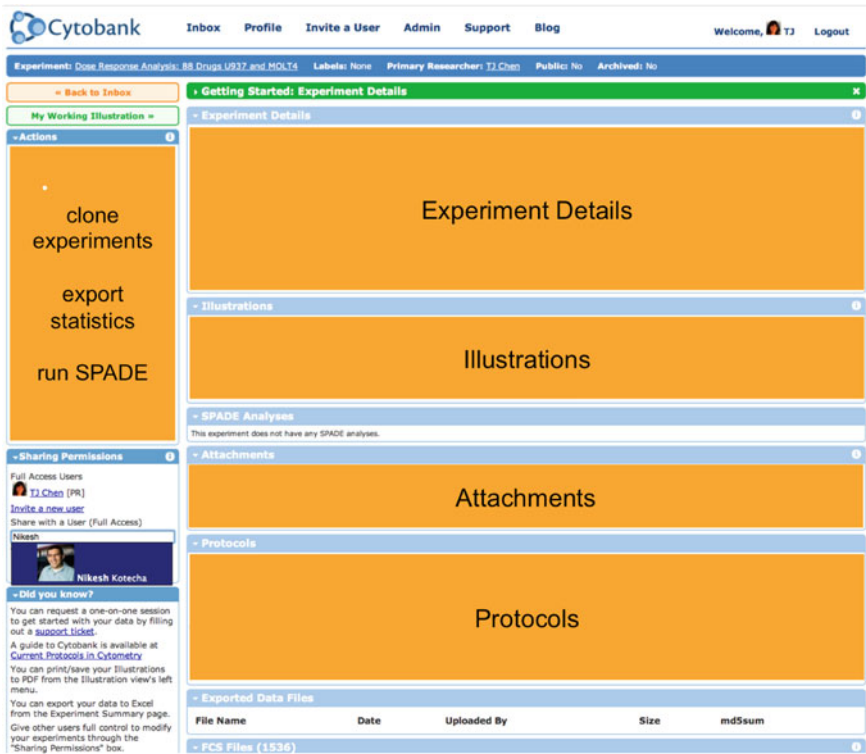 Cytobank
Inbox Profile Invite a User Admin Support Blog
Welcome, TJ Logout
Experiment: Dose Response Analysis: 88 Drugs U937 and MOLT4 Labels: None Primary Researcher: TJ Chen Public: No Archived: No
« Back to Inbox
My Working Illustration »
Actions
clone
experiments
export
statistics
run SPADE
Sharing Permissions
Full Access Users
TJ Chen [PR]
Invite a new user
Share with a User (Full Access)
Nikesh
Nikesh Kotecha
Did you know?
You can request a one-on-one session
to get started with your data by filling
out a support ticket.
A guide to Cytobank is available at
Current Protocols in Cytometry
You can print/save your Illustrations
to PDF from the Illustration view's left
menu.
You can export your data to Excel
from the Experiment Summary page.
Give other users full control to modify
your experiments through the
"Sharing Permissions" box.
Getting Started: Experiment Details
Experiment Details
Experiment Details
Illustrations
Illustrations
SPADE Analyses
This experiment does not have any SPADE analyses.
Attachments
Attachments
Protocols
Protocols
Exported Data Files
File Name Date Uploaded By Size md5sum
FCS Files (1536)